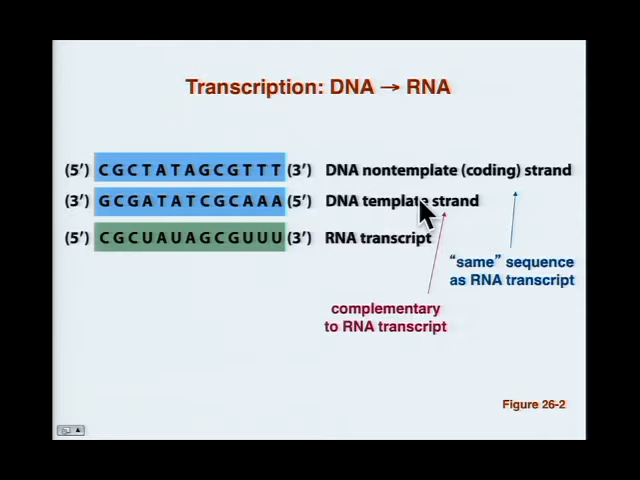 Transcription: DNA → RNA
(5′) CGCTATAGCGTTT (3′) DNA nontemplate (coding) strand
(3′) GCGATATCGCAAA (5′) DNA template strand
(5′) CGCUAUAGCGUUU (3′) RNA transcript
“same” sequence
as RNA transcript
complementary
to RNA transcript
Figure 26-2